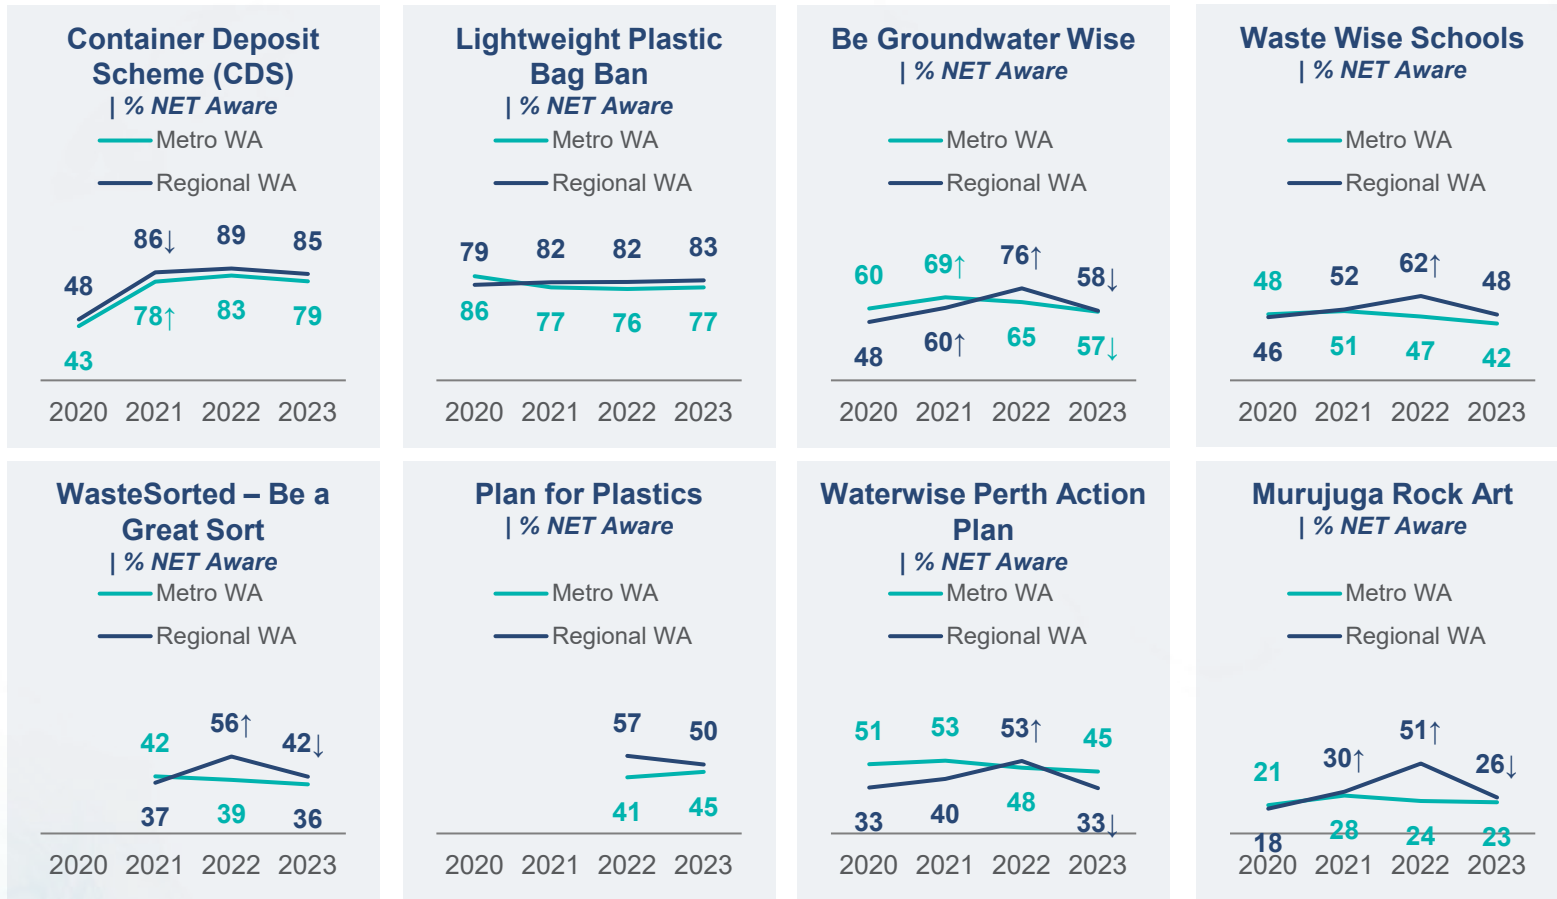 Container Deposit
Scheme (CDS)
| % NET Aware
Metro WA
Regional WA
86↓ 89 85
48
78↑ 83 79
43
2020 2021 2022 2023
Lightweight Plastic
Bag Ban
| % NET Aware
Metro WA
Regional WA
79 82 82 83
86 77 76 77
2020 2021 2022 2023
Be Groundwater Wise
| % NET Aware
Metro WA
Regional WA
60 69↑ 76↑ 58↓
48 60↑ 65 57↓
2020 2021 2022 2023
Waste Wise Schools
| % NET Aware
Metro WA
Regional WA
48 52 62↑ 48
46 51 47 42
2020 2021 2022 2023
WasteSorted – Be a
Great Sort
| % NET Aware
Metro WA
Regional WA
42 56↑ 42↓
37 39 36
2020 2021 2022 2023
Plan for Plastics
| % NET Aware
Metro WA
Regional WA
57 50
41 45
2020 2021 2022 2023
Waterwise Perth Action
Plan
| % NET Aware
Metro WA
Regional WA
51 53 53↑ 45
33 40 48 33↓
2020 2021 2022 2023
Murujuga Rock Art
| % NET Aware
Metro WA
Regional WA
21 30↑ 51↑ 26↓
18 28 24 23
2020 2021 2022 2023